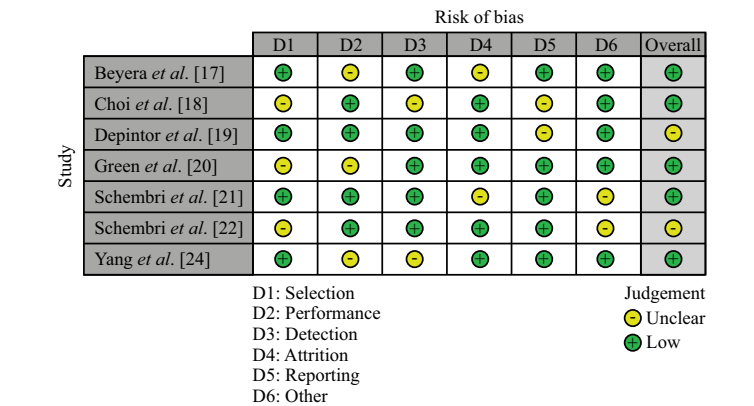 Risk of bias
D1 D2 D3 D4 D5 D6 Overall
Study
Beyera et al. [17] + - + - + + +
Choi et al. [18] - + - + - + +
Depintor et al. [19] + + + + - + -
Green et al. [20] - - + + + + +
Schembri et al. [21] + + + - + - +
Schembri et al. [22] - + + + + - -
Yang et al. [24] + - - + + + +
D1: Selection
D2: Performance
D3: Detection
D4: Attrition
D5: Reporting
D6: Other
Judgement
- Unclear
+ Low